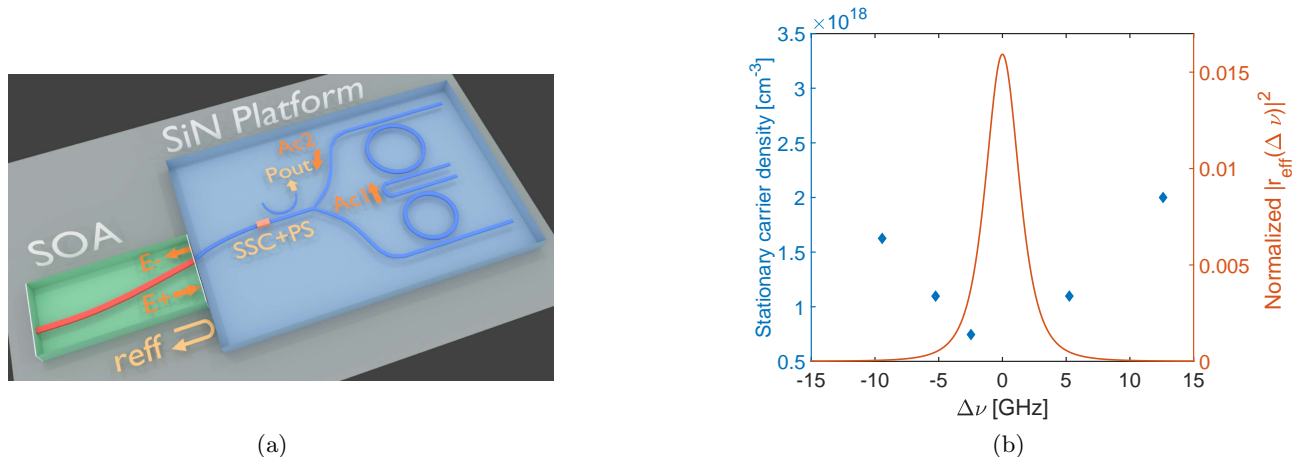 SiN Platform
Ac2
Pout
Ac1
SSC+PS
SOA
E-
E+
reff
(a)
×10^18
3.5
3
2.5
2
1.5
1
0.5
Stationary carrier density [cm^-3]
-15 -10 -5 0 5 10 15
Δν [GHz]
0.015
0.01
0.005
0
Normalized |r_eff(Δ ν)|^2
(b)